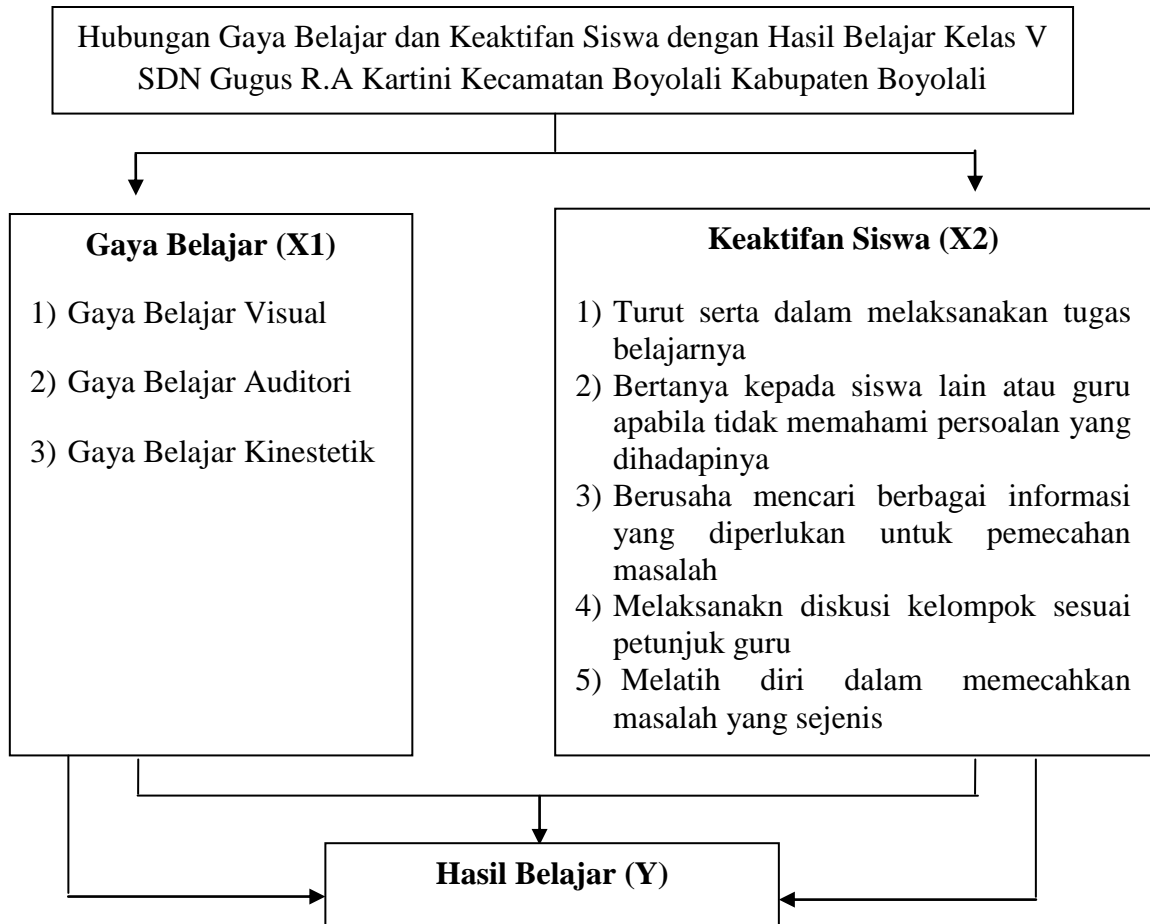 Hubungan Gaya Belajar dan Keaktifan Siswa dengan Hasil Belajar Kelas V
SDN Gugus R.A Kartini Kecamatan Boyolali Kabupaten Boyolali
Gaya Belajar (X1)
1) Gaya Belajar Visual
2) Gaya Belajar Auditori
3) Gaya Belajar Kinestetik
Keaktifan Siswa (X2)
1) Turut serta dalam melaksanakan tugas
belajarnya
2) Bertanya kepada siswa lain atau guru
apabila tidak memahami persoalan yang
dihadapinya
3) Berusaha mencari berbagai informasi
yang diperlukan untuk pemecahan
masalah
4) Melaksanakn diskusi kelompok sesuai
petunjuk guru
5) Melatih diri dalam memecahkan
masalah yang sejenis
Hasil Belajar (Y)